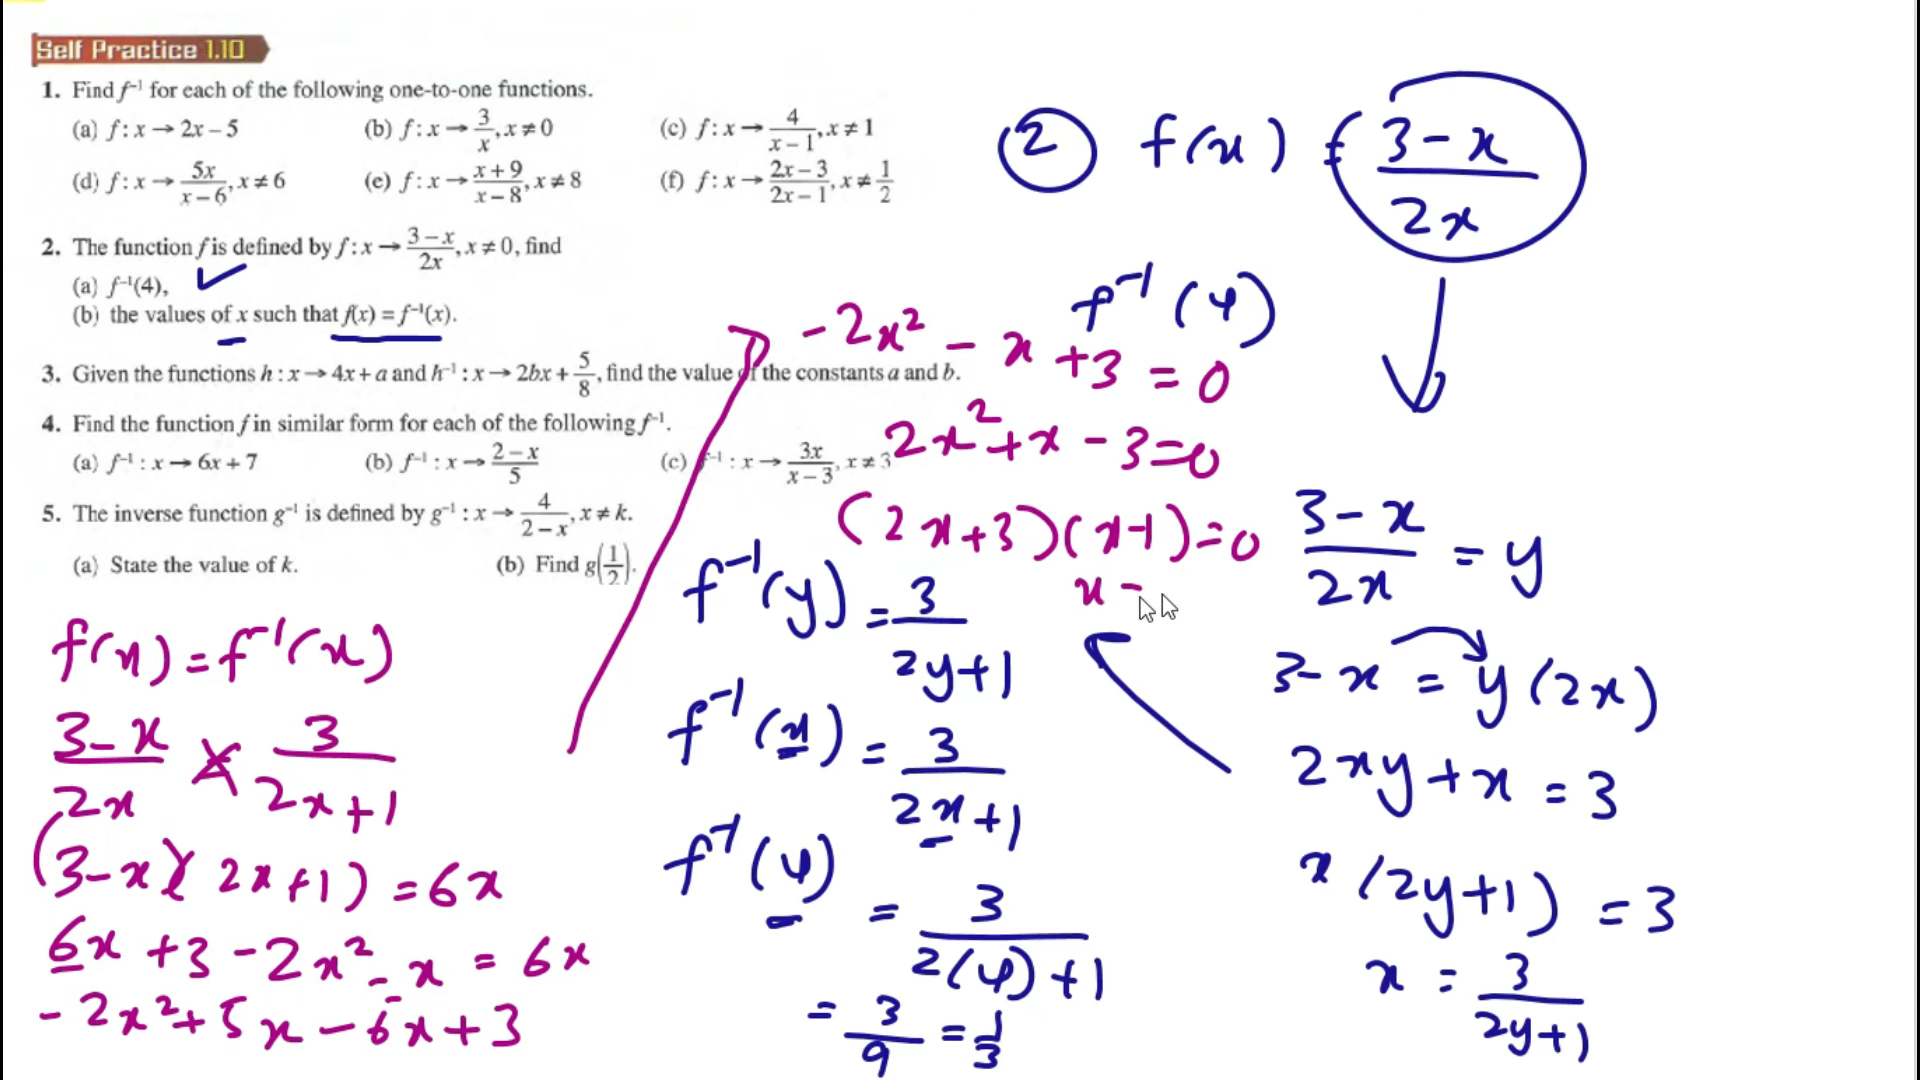 Self Practice 1.10
1. Find f⁻¹ for each of the following one-to-one functions.
(a) f : x → 2x − 5 (b) f : x → 3/x, x ≠ 0 (c) f : x → 4/(x − 1), x ≠ 1
(d) f : x → 5x/(x − 6), x ≠ 6 (e) f : x → (x + 9)/(x − 8), x ≠ 8 (f) f : x → (2x − 3)/(2x − 1), x ≠ 1/2
2. The function f is defined by f : x → (3 − x)/2x, x ≠ 0, find
(a) f⁻¹(4),
(b) the values of x such that f(x) = f⁻¹(x).
3. Given the functions h : x → 4x + a and h⁻¹ : x → 2bx + 5/8, find the value of the constants a and b.
4. Find the function f in similar form for each of the following f⁻¹.
(a) f⁻¹ : x → 6x + 7 (b) f⁻¹ : x → (2 − x)/5 (c) f⁻¹ : x → 3x/(x − 3), x ≠ 3
5. The inverse function g⁻¹ is defined by g⁻¹ : x → 4/(2 − x), x ≠ k.
(a) State the value of k. (b) Find g(1/2).
② f(x) = (3 − x)/2x
f⁻¹(4)
(3 − x)/2x = y
3 − x = y(2x)
2xy + x = 3
x(2y + 1) = 3
x = 3/(2y + 1)
f⁻¹(y) = 3/(2y + 1)
f⁻¹(x) = 3/(2x + 1)
f⁻¹(4) = 3/(2(4) + 1)
= 3/9 = 1/3
f(x) = f⁻¹(x)
(3 − x)/2x = 3/(2x + 1)
(3 − x)(2x + 1) = 6x
6x + 3 − 2x² − x = 6x
− 2x² + 5x − 6x + 3
− 2x² − x + 3 = 0
2x² + x − 3 = 0
(2x + 3)(x − 1) = 0
x =